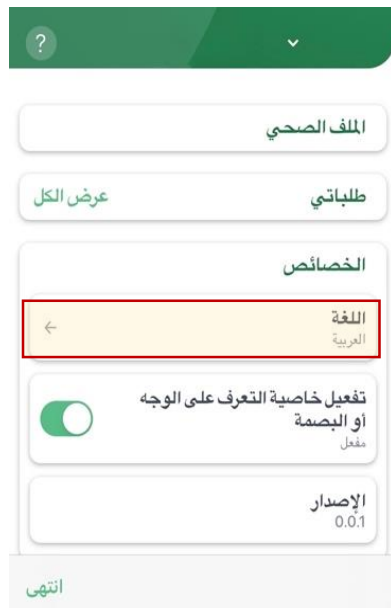 ?
الملف الصحي
طلباتي
عرض الكل
الخصائص
اللغة
العربية
تفعيل خاصية التعرف على الوجه
أو البصمة
مفعل
الإصدار
0.0.1
انتهى